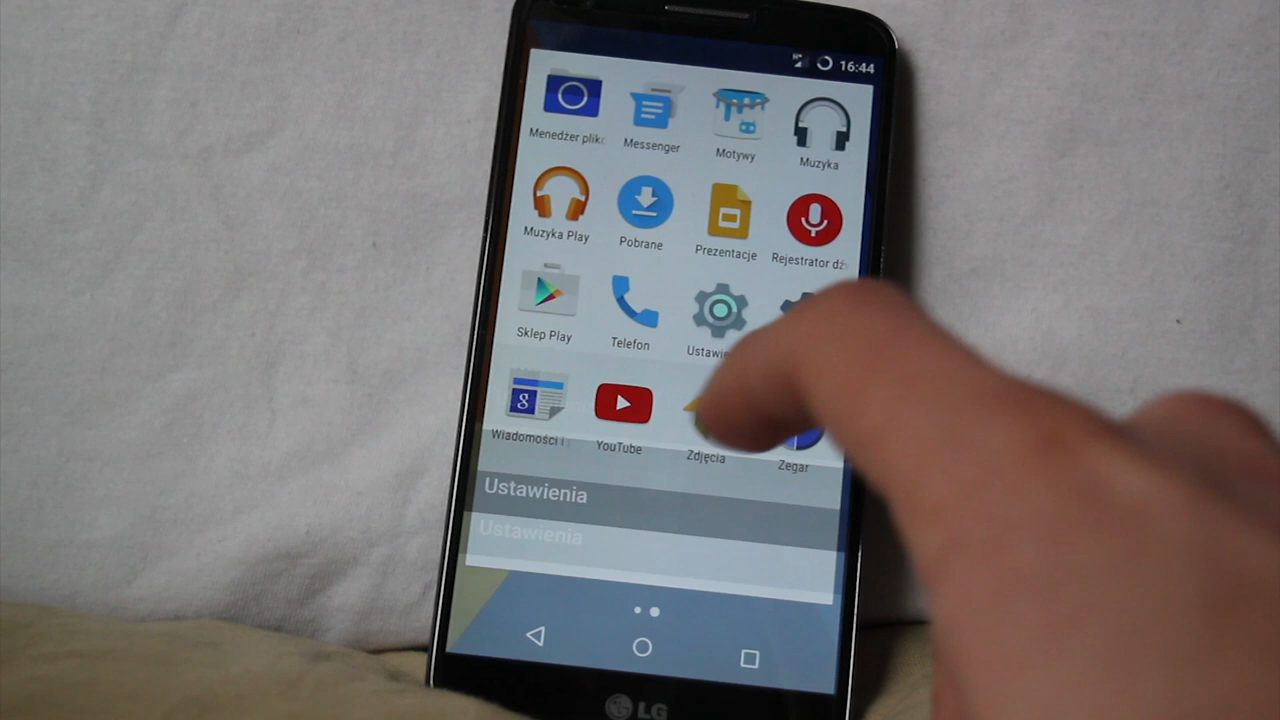 16:44
Menedżer plik
Messenger
Motywy
Muzyka
Muzyka Play
Pobrane
Prezentacje
Rejestrator dź
Sklep Play
Telefon
Ustawie
Wiadomości i
YouTube
Zdjęcia
Zegar
Ustawienia
Ustawienia
LG